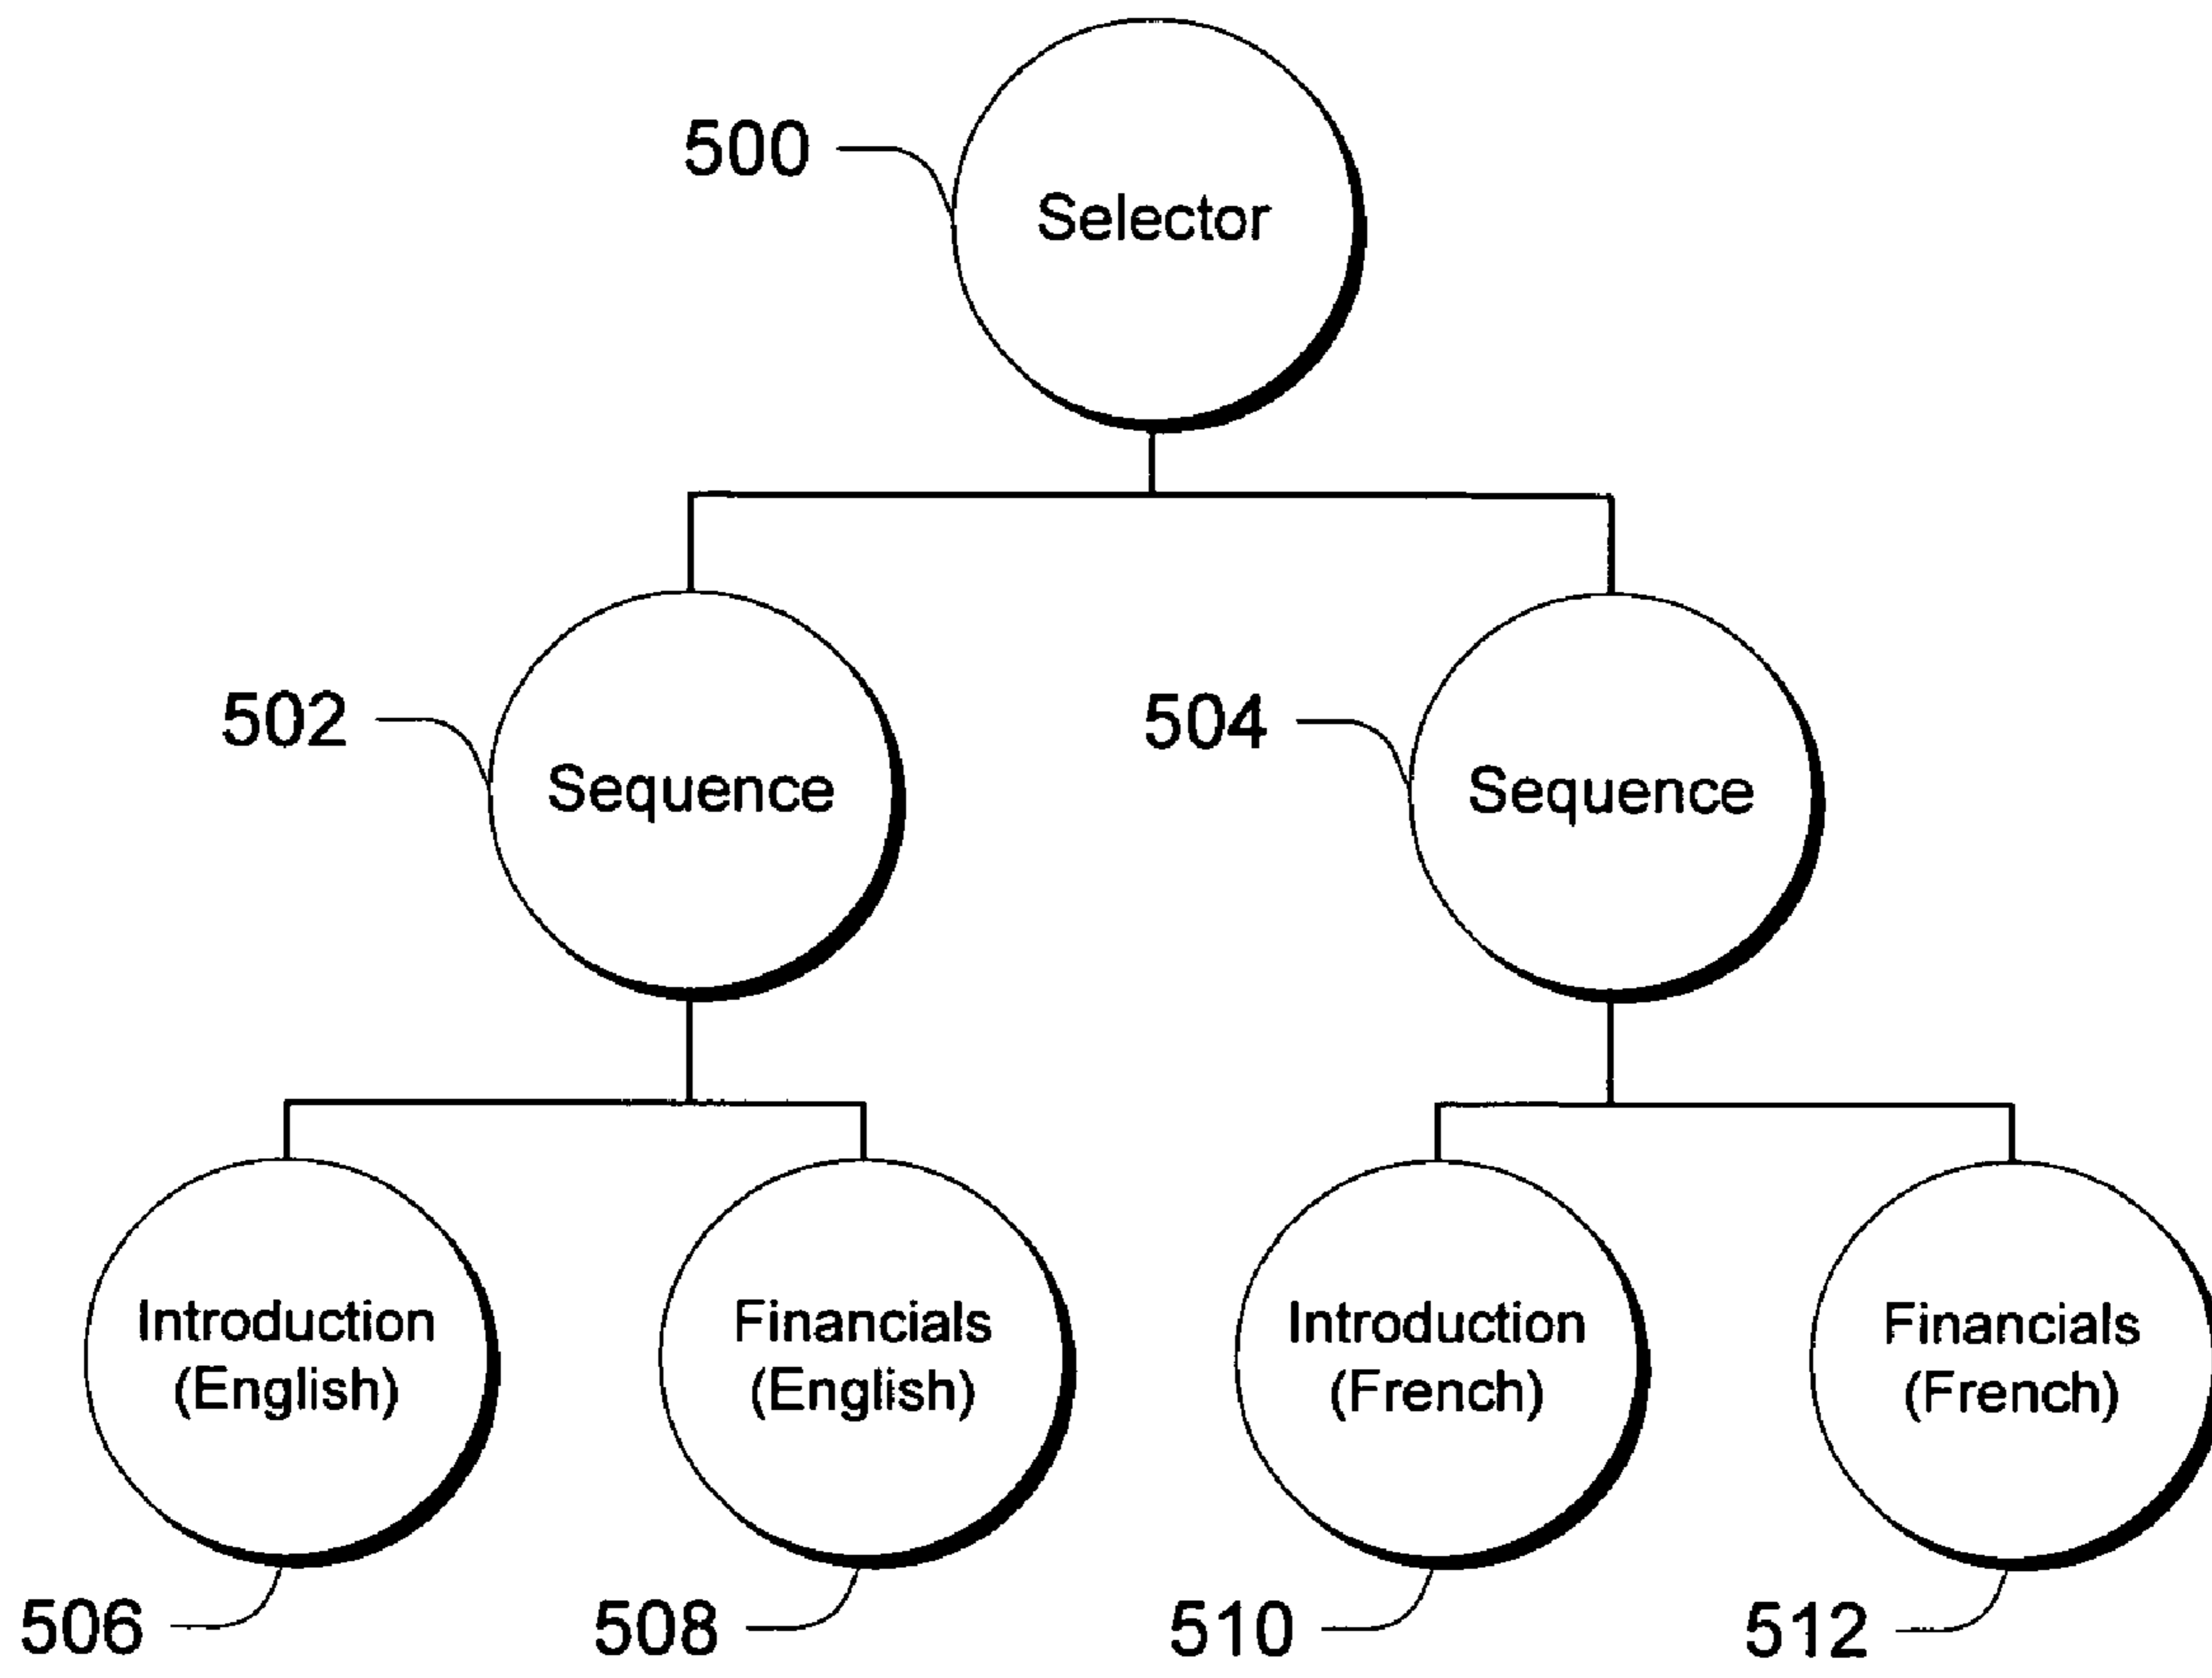 500
Selector
502
Sequence
504
Sequence
Introduction
(English)
Financials
(English)
Introduction
(French)
Financials
(French)
506
508
510
512